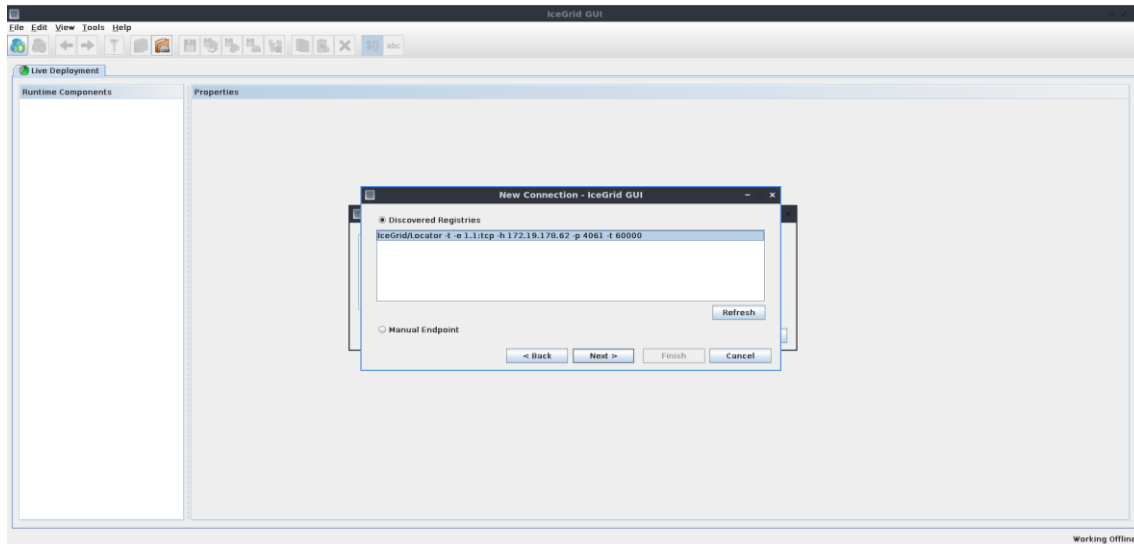 IceGrid GUI
File Edit View Tools Help
${} abc
Live Deployment
Runtime Components
Properties
New Connection - IceGrid GUI
Discovered Registries
IceGrid/Locator -t -e 1.1:tcp -h 172.19.178.62 -p 4061 -t 60000
Refresh
Manual Endpoint
< Back Next > Finish Cancel
Working Offline